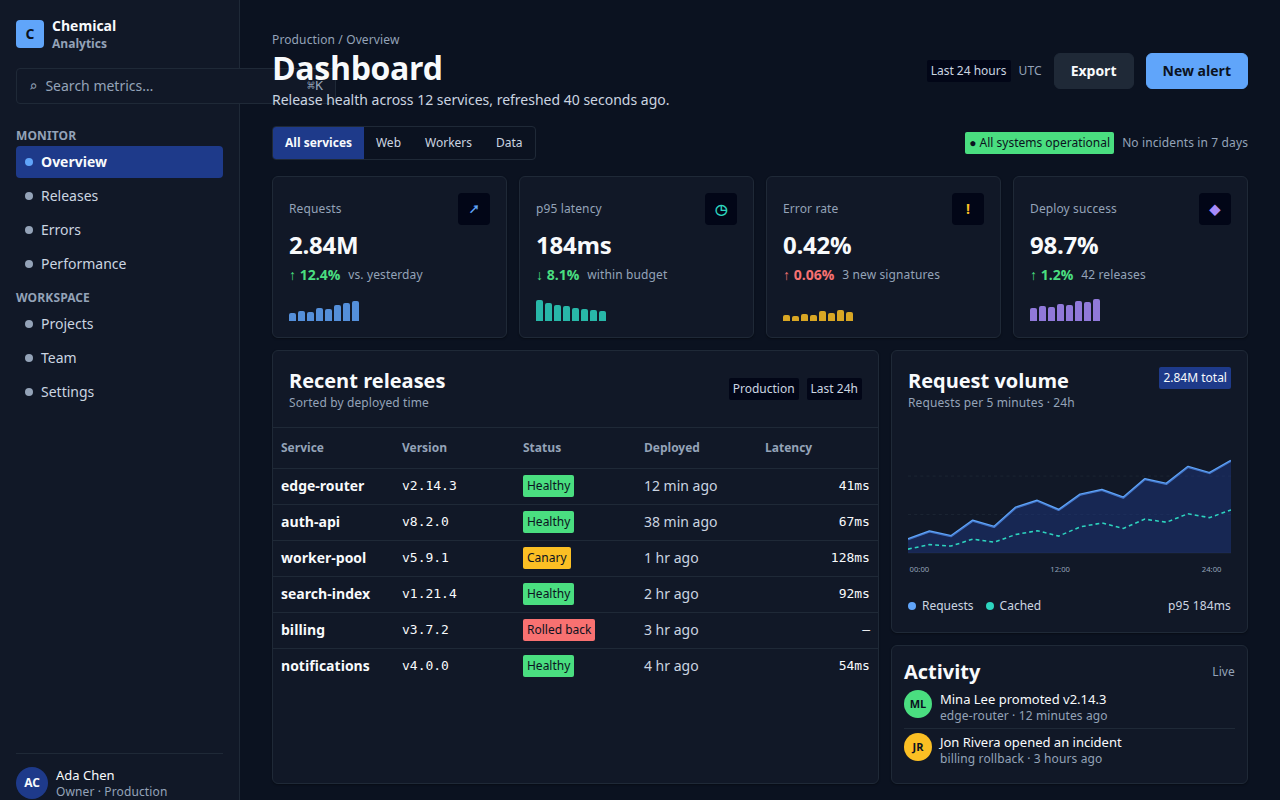 C
Chemical
Analytics
Search metrics...
⌘K
MONITOR
Overview
Releases
Errors
Performance
WORKSPACE
Projects
Team
Settings
AC
Ada Chen
Owner · Production
Production / Overview
Dashboard
Release health across 12 services, refreshed 40 seconds ago.
Last 24 hours UTC Export New alert
All services Web Workers Data
● All systems operational No incidents in 7 days
Requests
2.84M
↑ 12.4% vs. yesterday
p95 latency
184ms
↓ 8.1% within budget
Error rate
!
0.42%
↑ 0.06% 3 new signatures
Deploy success
98.7%
↑ 1.2% 42 releases
Recent releases
Sorted by deployed time
Production Last 24h
Service Version Status Deployed Latency
edge-router v2.14.3 Healthy 12 min ago 41ms
auth-api v8.2.0 Healthy 38 min ago 67ms
worker-pool v5.9.1 Canary 1 hr ago 128ms
search-index v1.21.4 Healthy 2 hr ago 92ms
billing v3.7.2 Rolled back 3 hr ago —
notifications v4.0.0 Healthy 4 hr ago 54ms
Request volume
2.84M total
Requests per 5 minutes · 24h
00:00 12:00 24:00
Requests Cached p95 184ms
Activity
Live
ML
Mina Lee promoted v2.14.3
edge-router · 12 minutes ago
JR
Jon Rivera opened an incident
billing rollback · 3 hours ago